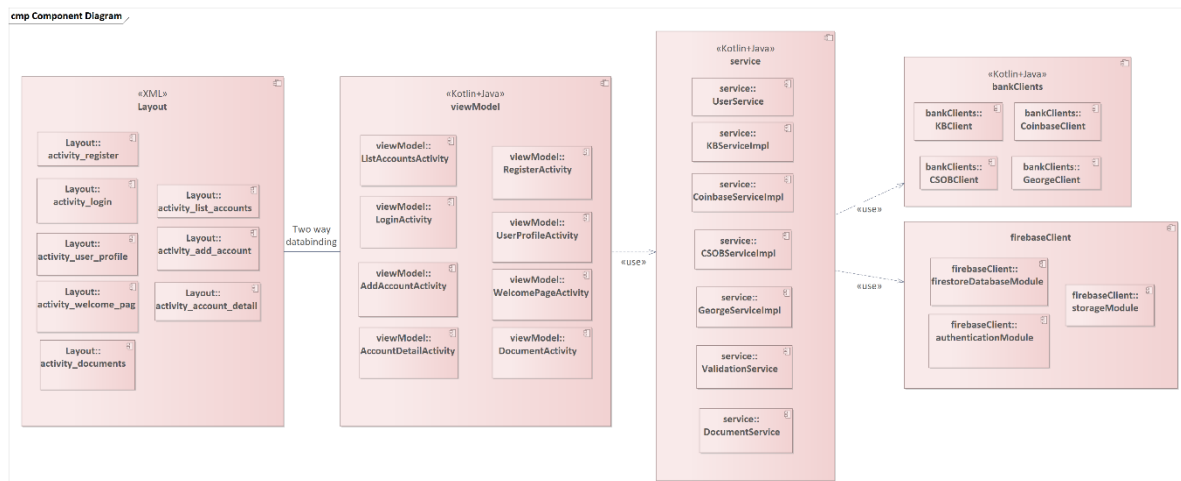 cmp Component Diagram
«XML»
Layout
Layout::
activity_register
Layout::
activity_login
Layout::
activity_user_profile
Layout::
activity_welcome_pag
Layout::
activity_documents
Layout::
activity_list_accounts
Layout::
activity_add_account
Layout::
activity_account_detail
Two way
databinding
«Kotlin+Java»
viewModel
viewModel::
ListAccountsActivity
viewModel::
LoginActivity
viewModel::
AddAccountActivity
viewModel::
AccountDetailActivity
viewModel::
RegisterActivity
viewModel::
UserProfileActivity
viewModel::
WelcomePageActivity
viewModel::
DocumentActivity
«use»
«Kotlin+Java»
service
service::
UserService
service::
KBServiceImpl
service::
CoinbaseServiceImpl
service::
CSOBServiceImpl
service::
GeorgeServiceImpl
service::
ValidationService
service::
DocumentService
«use»
«use»
«Kotlin+Java»
bankClients
bankClients::
KBClient
bankClients::
CoinbaseClient
bankClients::
CSOBClient
bankClients::
GeorgeClient
firebaseClient
firebaseClient::
firestoreDatabaseModule
firebaseClient::
storageModule
firebaseClient::
authenticationModule